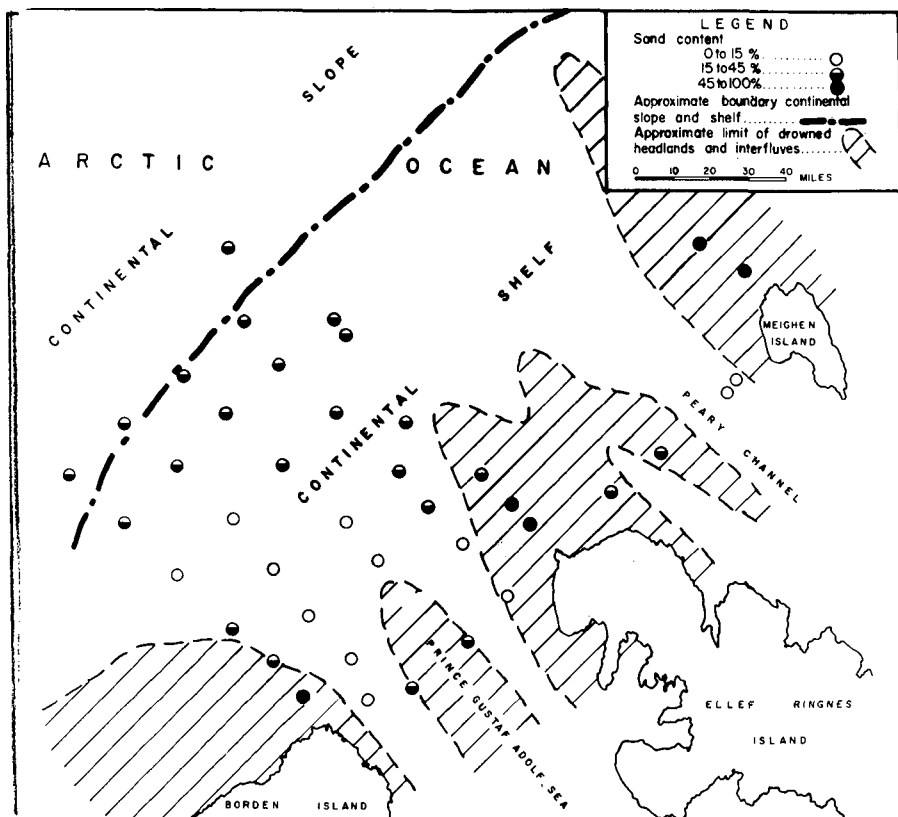 LEGEND
Sand content
0 to 15 %..........
15 to 45 %..........
45 to 100%..........
Approximate boundary continental
slope and shelf..........
Approximate limit of drowned
headlands and interfluves.......
0 10 20 30 40 MILES
SLOPE
ARCTIC OCEAN
CONTINENTAL
SHELF
CONTINENTAL
MEIGHEN
ISLAND
PEARY
CHANNEL
PRINCE GUSTAF ADOLF SEA
ELLEF RINGNES
ISLAND
BORDEN ISLAND